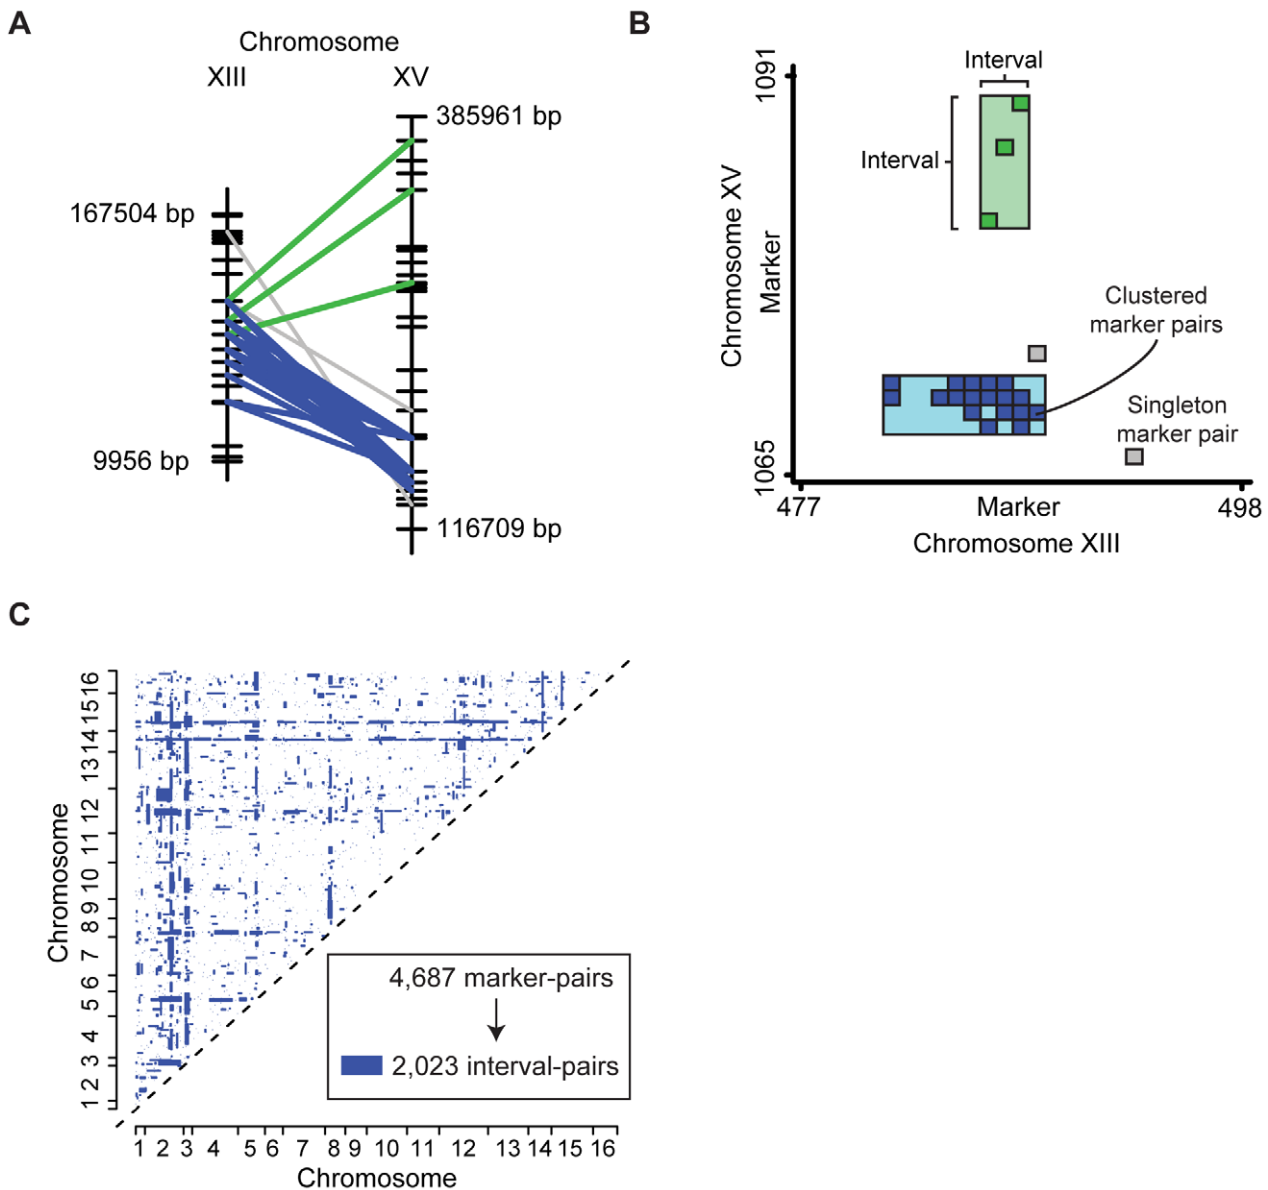 A
Chromosome
XIII
XV
385961 bp
167504 bp
9956 bp
116709 bp
B
1091
Interval
Interval
Chromosome XV
Marker
Clustered
marker pairs
Singleton
marker pair
1065
477
Marker
498
Chromosome XIII
C
Chromosome
16
15
14
13
12
11
10
9
8
7
6
5
4
3
2
1
4,687 marker-pairs
2,023 interval-pairs
1 2 3 4 5 6 7 8 9 10 11 12 13 14 15 16
Chromosome